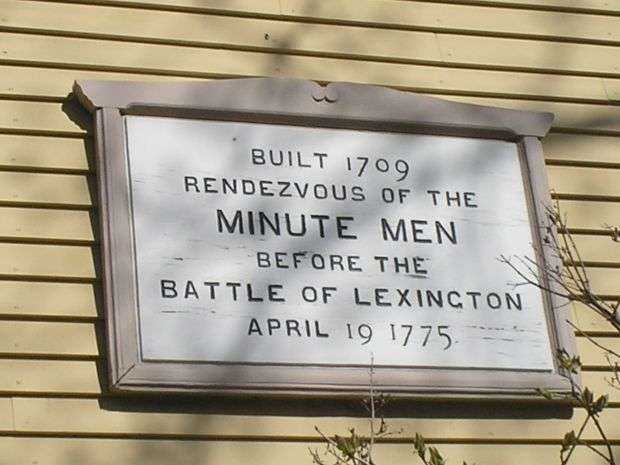 BUILT 1709
RENDEZVOUS OF THE
MINUTE MEN
BEFORE THE
BATTLE OF LEXINGTON
APRIL 19 1775